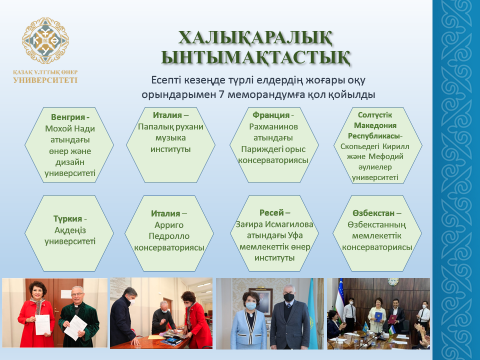 ҚАЗАҚ ҰЛТТЫҚ ӨНЕР
УНИВЕРСИТЕТІ
ХАЛЫҚАРАЛЫҚ
ЫНТЫМАҚТАСТЫҚ
Есепті кезеңде түрлі елдердің жоғары оқу
орындарымен 7 меморандумға қол қойылды
Венгрия -
Мохой Нади
атындағы
өнер және
дизайн
университеті
Италия –
Папалық рухани
музыка
институты
Франция -
Рахманинов
атындағы
Париждегі орыс
консерваториясы
Солтүстік
Македония
Республикасы-
Скопьедегі Кирилл
және Мефодий
әулиелер
университеті
Түркия -
Ақдеңіз
университеті
Италия –
Арриго
Педролло
консерваториясы
Ресей –
Зағира Исмагилова
атындағы Уфа
мемлекеттік өнер
институты
Өзбекстан –
Өзбекстанның
мемлекеттік
консерваториясы